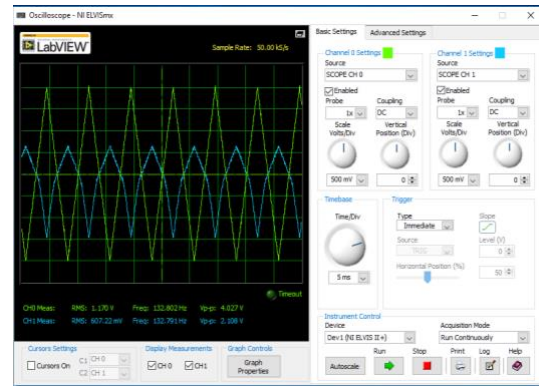 Oscilloscope - NI ELVISmx
LabVIEW
Sample Rate: 50.00 kS/s
Timeout
CH0 Meas: RMS: 1.170 V Freq: 132.802 Hz Vp-p: 4.027 V
CH1 Meas: RMS: 607.22 mV Freq: 132.791 Hz Vp-p: 2.108 V
Cursors Settings
Cursors On
C1 CH 0
C2 CH 1
Display Measurements
CH0 CH1
Graph Controls
Graph
Properties
Basic Settings Advanced Settings
Channel 0 Settings
Source
SCOPE CH 0
Enabled
Probe Coupling
1x DC
Scale Vertical
Volts/Div Position (Div)
500 mV 0
Channel 1 Settings
Source
SCOPE CH 1
Enabled
Probe Coupling
1x DC
Scale Vertical
Volts/Div Position (Div)
500 mV 0
Timebase
Time/Div
5 ms
Trigger
Type Slope
Immediate
Source Level (V)
TRIG 0
Horizontal Position (%)
50
Instrument Control
Device Acquisition Mode
Dev1 (NI ELVIS II+) Run Continuously
Run Stop Print Log Help
Autoscale